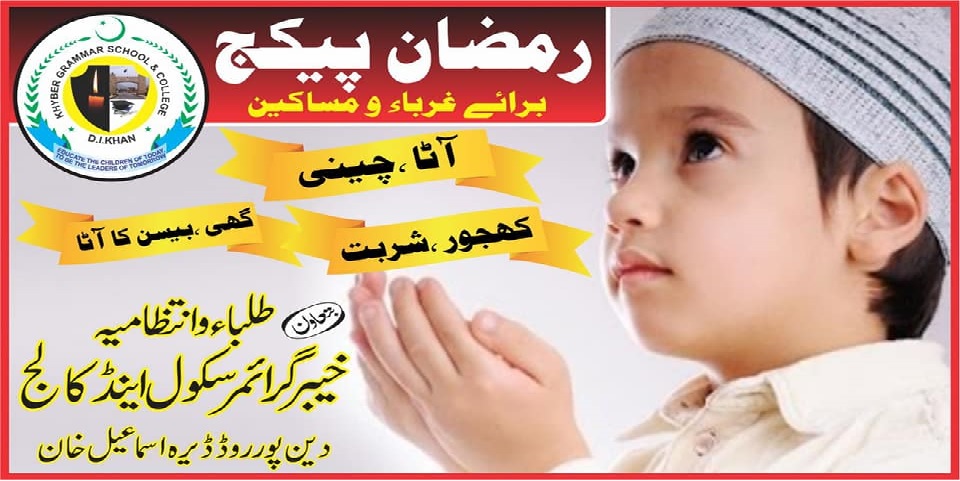 رمضان پیکج
برائے غرباء و مساکین
KHYBER GRAMMAR SCHOOL & COLLEGE
D.I.KHAN
EDUCATE THE CHILDREN OF TODAY,
TO BE THE LEADERS OF TOMORROW
آٹا، چینی
گھی، بیسن کا آٹا
کھجور، شربت
بتعاون
طلباء و انتظامیہ
خیبر گرائمر سکول اینڈ کالج
دین پور روڈ ڈیرہ اسماعیل خان